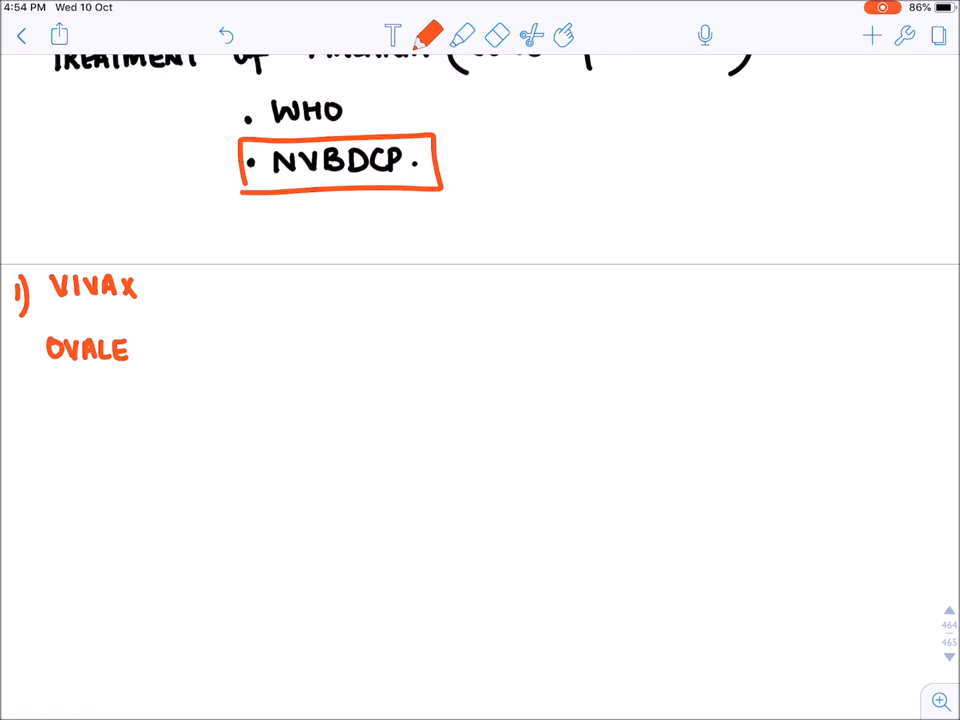 4:54 PM Wed 10 Oct 86%
TREATMENT of
. WHO
• NVBDCP.
1) VIVAX
OVALE
464
465